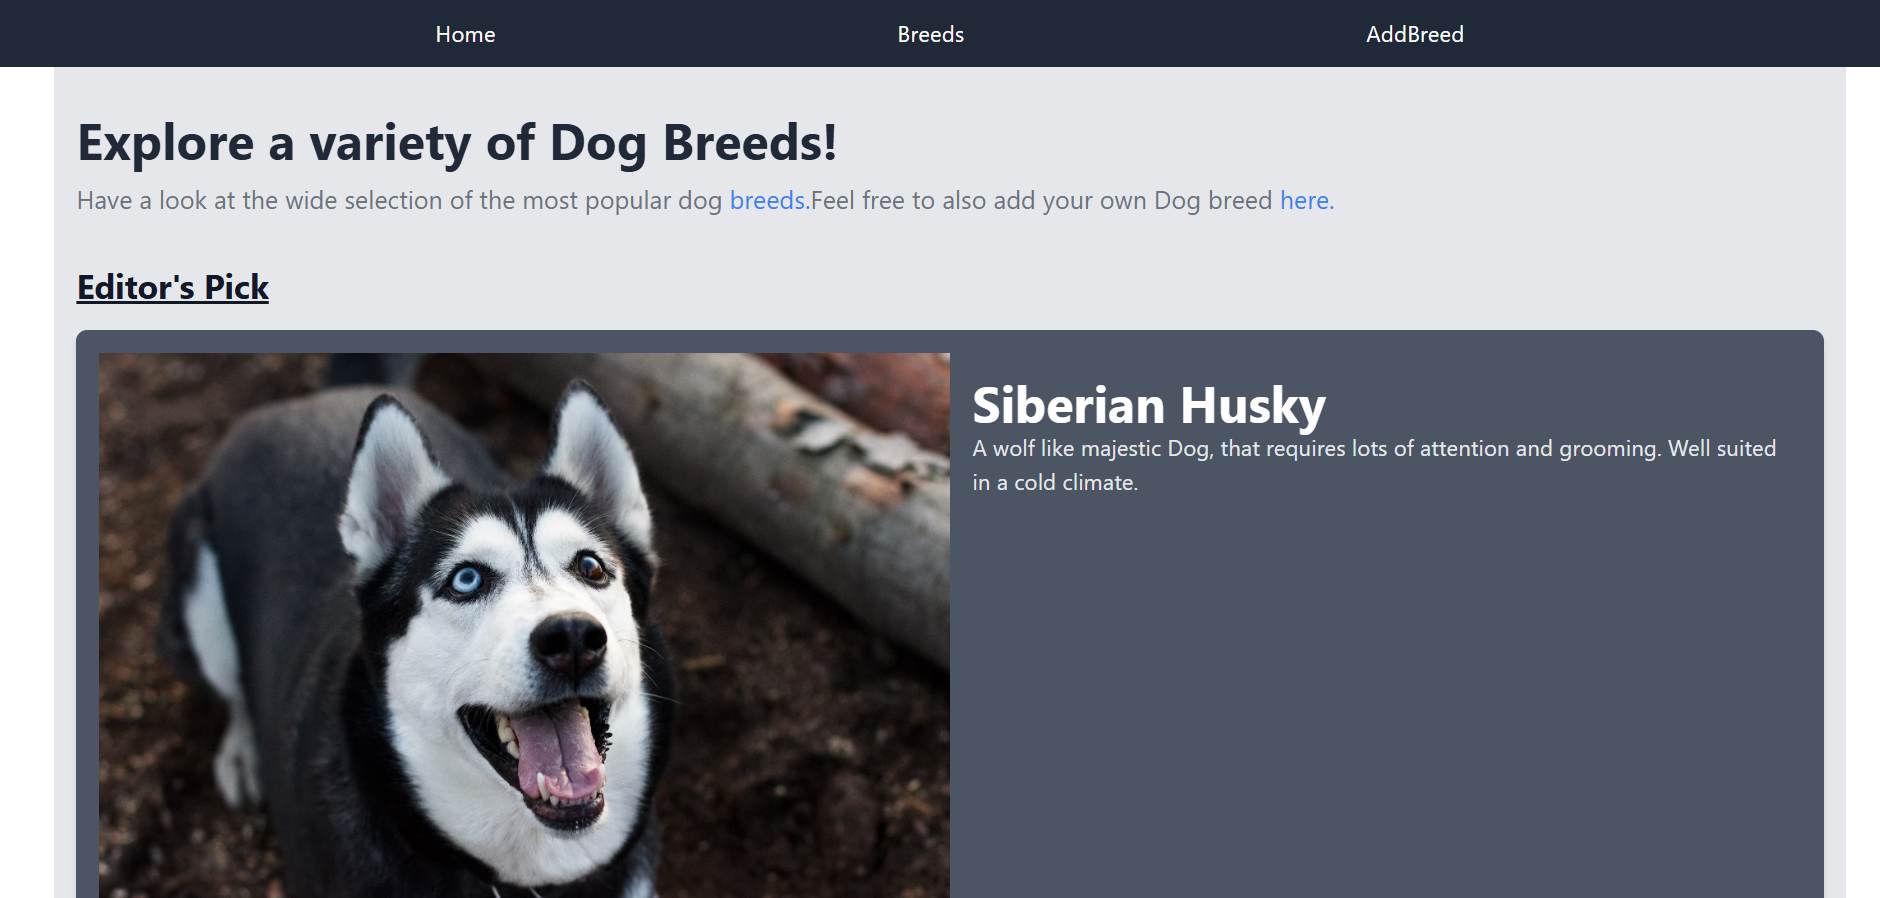 Home Breeds AddBreed
Explore a variety of Dog Breeds!
Have a look at the wide selection of the most popular dog breeds.Feel free to also add your own Dog breed here.
Editor's Pick
Siberian Husky
A wolf like majestic Dog, that requires lots of attention and grooming. Well suited
in a cold climate.